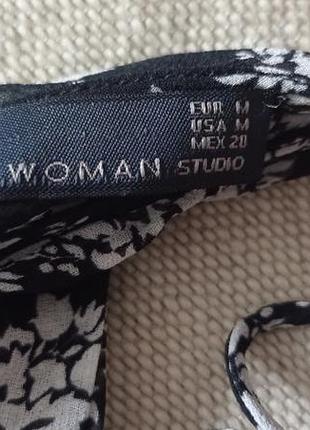 EUR M
USA M
MEX 28
WOMAN STUDIO